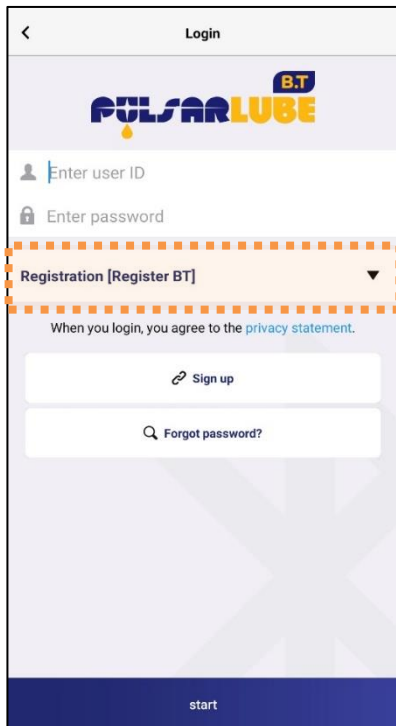 Login
B.T
PULSARLUBE
Enter user ID
Enter password
Registration [Register BT]
When you login, you agree to the privacy statement.
Sign up
Forgot password?
start